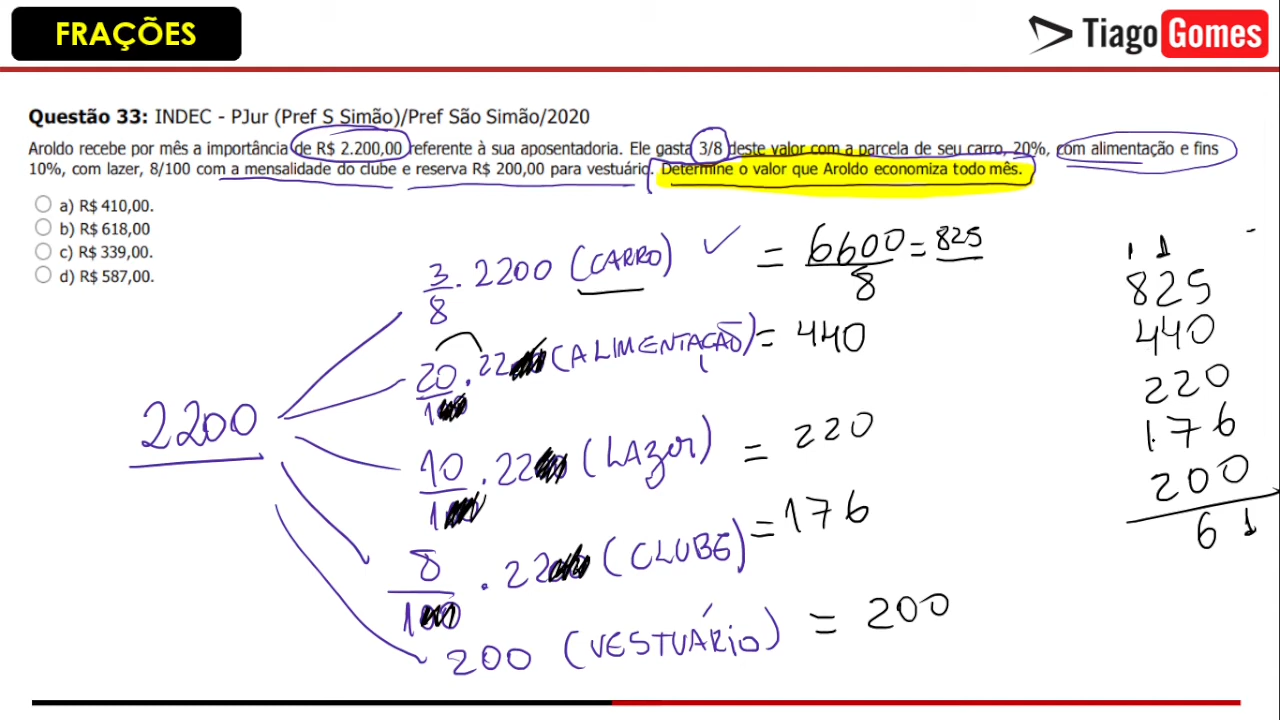 FRAÇÕES
Tiago Gomes
Questão 33: INDEC - PJur (Pref S Simão)/Pref São Simão/2020
Aroldo recebe por mês a importância de R$ 2.200,00 referente à sua aposentadoria. Ele gasta 3/8 deste valor com a parcela de seu carro, 20%, com alimentação e fins
10%, com lazer, 8/100 com a mensalidade do clube e reserva R$ 200,00 para vestuário. Determine o valor que Aroldo economiza todo mês.
a) R$ 410,00.
b) R$ 618,00
c) R$ 339,00.
d) R$ 587,00.
2200
3/8 . 2200 (CARRO) = 6600/8 = 825
20/100 . 2200 (ALIMENTAÇÃO) = 440
10/100 . 2200 (LAZER) = 220
8/100 . 2200 (CLUBE) = 176
200 (VESTUÁRIO) = 200
1 1
825
440
220
176
200
61